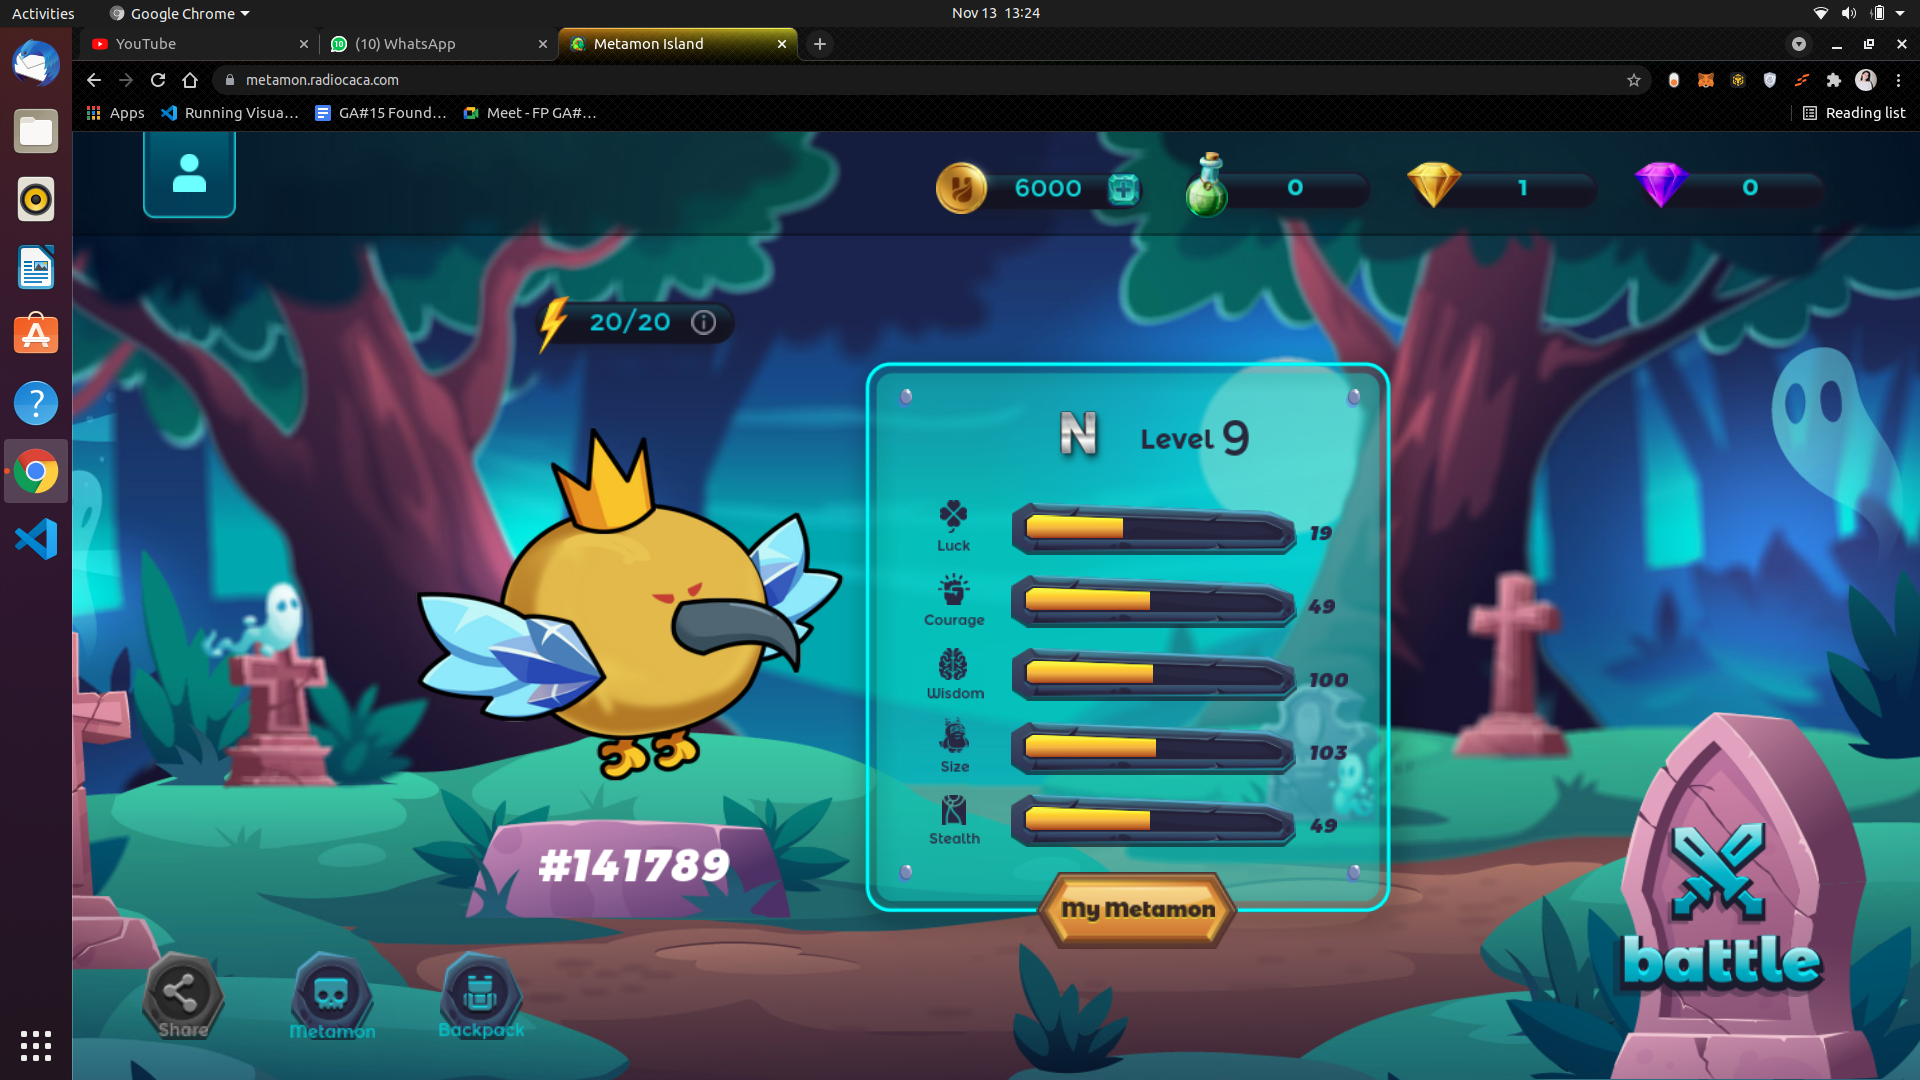 Activities
Google Chrome
Nov 13 13:24
YouTube
10
(10) WhatsApp
Metamon Island
metamon.radiocaca.com
Apps
Running Visua...
GA#15 Found...
Meet - FP GA#...
Reading list
6000
0
1
0
20/20
N
Level 9
Luck
19
Courage
49
Wisdom
100
Size
103
Stealth
49
#141789
My Metamon
battle
Share
Metamon
Backpack